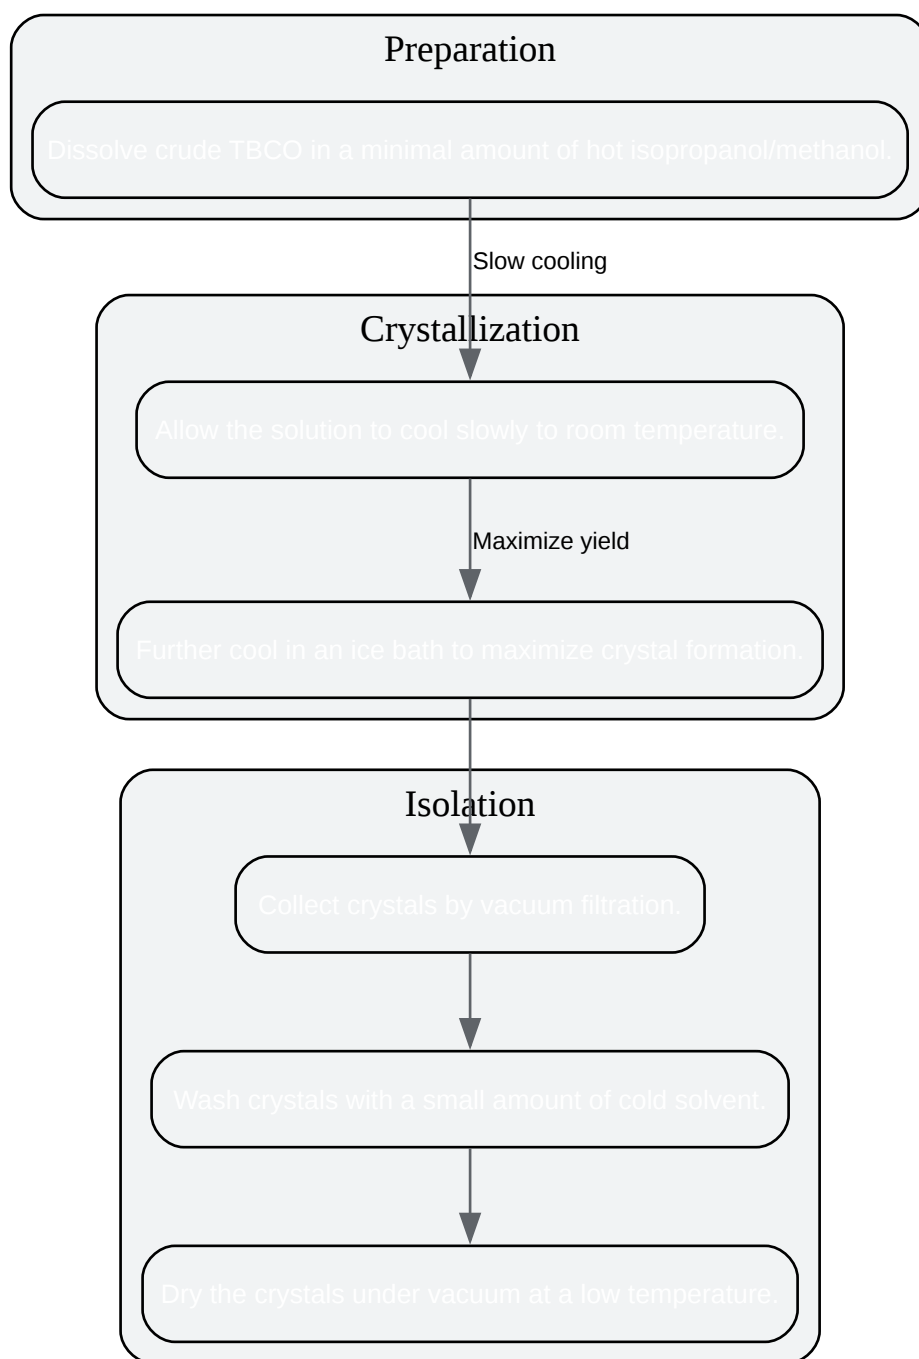 Preparation
Dissolve crude TBCO in a minimal amount of hot isopropanol/methanol.
Slow cooling
Crystallization
Allow the solution to cool slowly to room temperature.
Maximize yield
Further cool in an ice bath to maximize crystal formation.
Isolation
Collect crystals by vacuum filtration.
Wash crystals with a small amount of cold solvent.
Dry the crystals under vacuum at a low temperature.